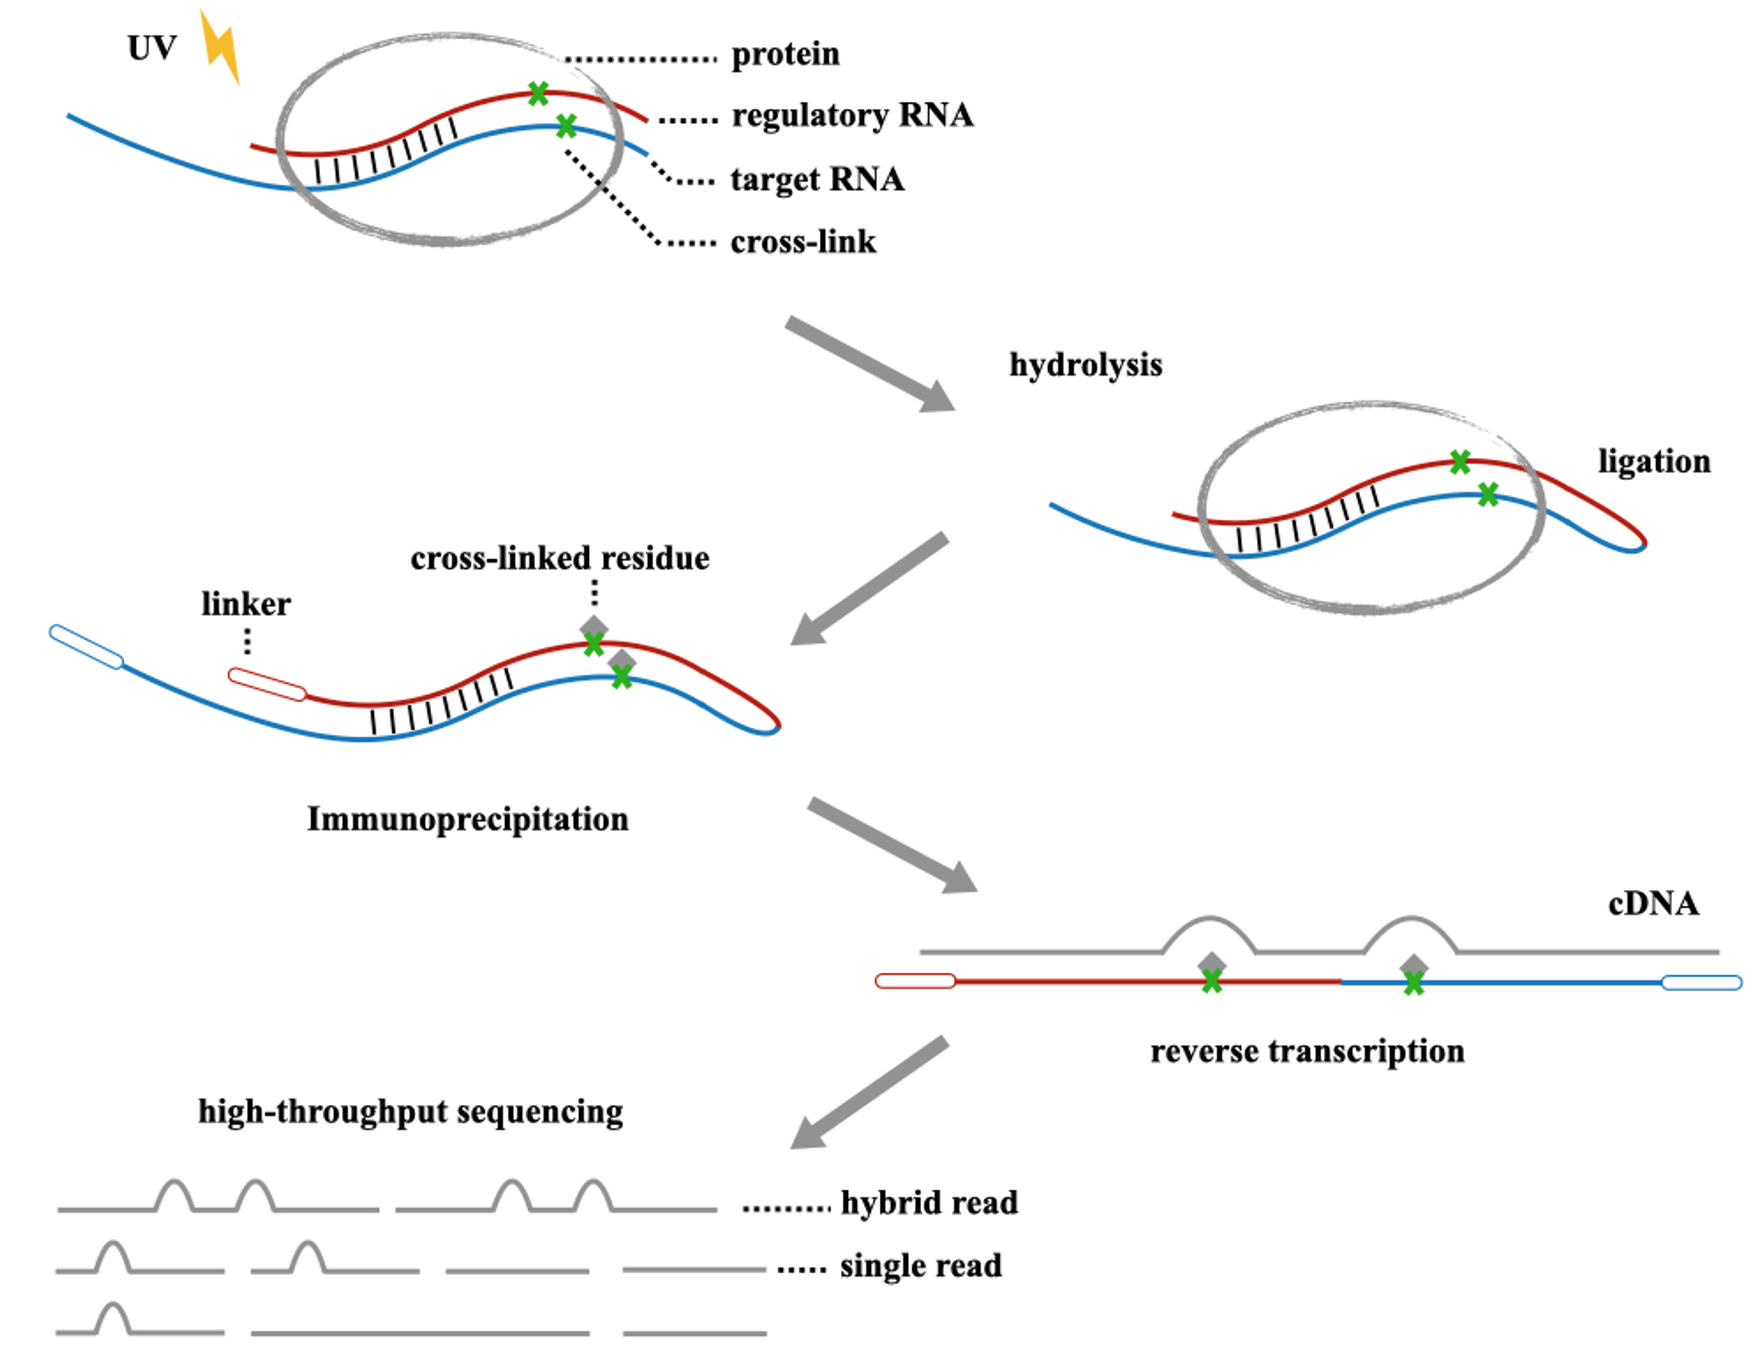 UV
protein
regulatory RNA
target RNA
cross-link
hydrolysis
ligation
cross-linked residue
linker
Immunoprecipitation
cDNA
reverse transcription
high-throughput sequencing
hybrid read
single read